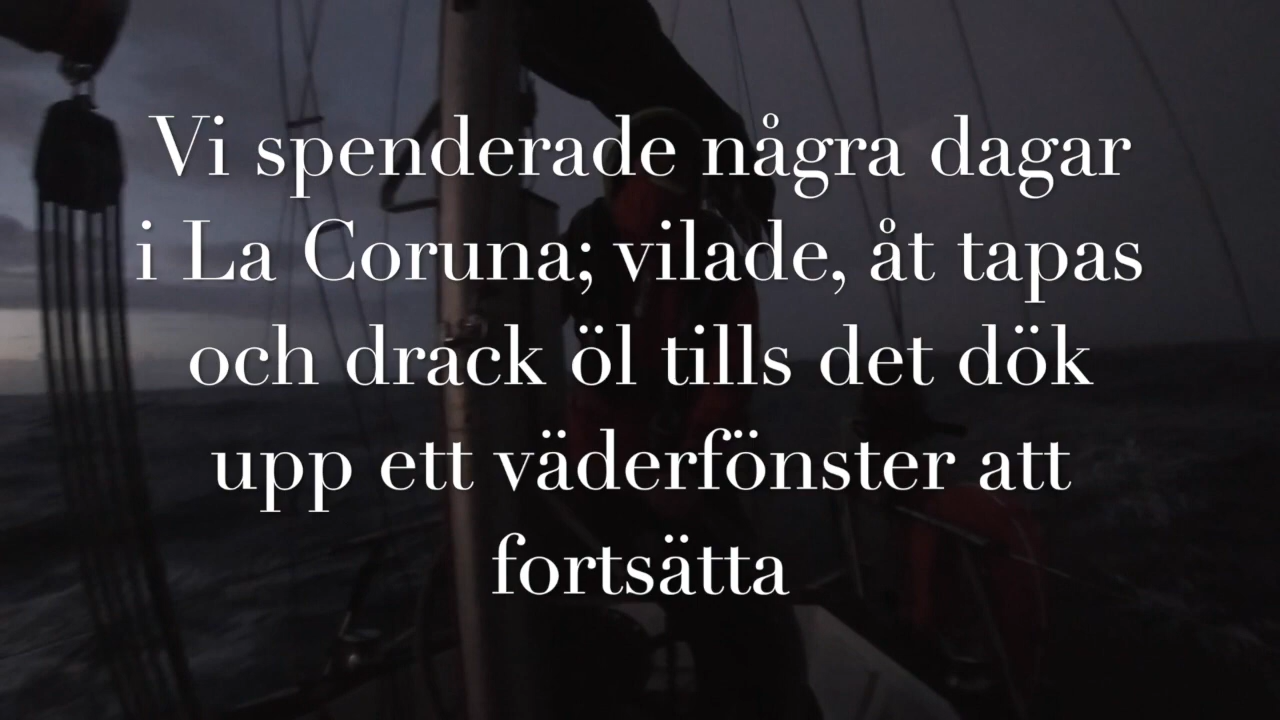 Vi spenderade några dagar
i La Coruna; vilade, åt tapas
och drack öl tills det dök
upp ett väderfönster att
fortsätta